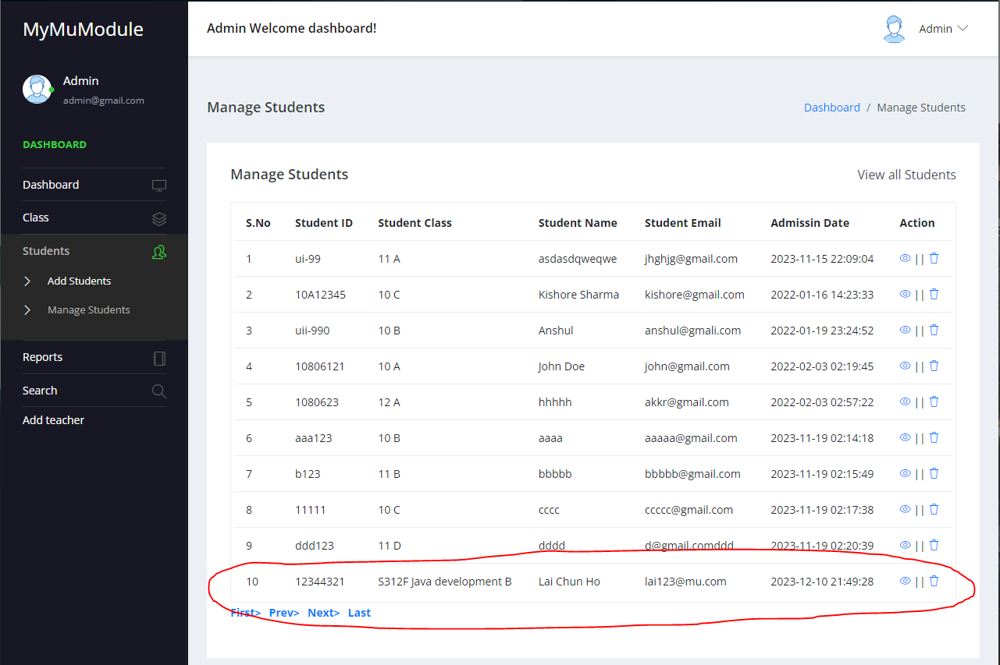 MyMuModule
Admin
admin@gmail.com
DASHBOARD
Dashboard
Class
Students
Add Students
Manage Students
Reports
Search
Add teacher
Admin Welcome dashboard!
Admin
Manage Students
Dashboard / Manage Students
Manage Students
View all Students
S.No Student ID Student Class Student Name Student Email Admissin Date Action
1 ui-99 11 A asdasdqweqwe jhghjg@gmail.com 2023-11-15 22:09:04 ||
2 10A12345 10 C Kishore Sharma kishore@gmail.com 2022-01-16 14:23:33 ||
3 uii-990 10 B Anshul anshul@gmali.com 2022-01-19 23:24:52 ||
4 10806121 10 A John Doe john@gmail.com 2022-02-03 02:19:45 ||
5 1080623 12 A hhhhh akkr@gmail.com 2022-02-03 02:57:22 ||
6 aaa123 10 B aaaa aaaaa@gmail.com 2023-11-19 02:14:18 ||
7 b123 11 B bbbbb bbbbb@gmail.com 2023-11-19 02:15:49 ||
8 11111 10 C cccc ccccc@gmail.com 2023-11-19 02:17:38 ||
9 ddd123 11 D dddd d@gmail.comddd 2023-11-19 02:20:39 ||
10 12344321 S312F Java development B Lai Chun Ho lai123@mu.com 2023-12-10 21:49:28 ||
First> Prev> Next> Last